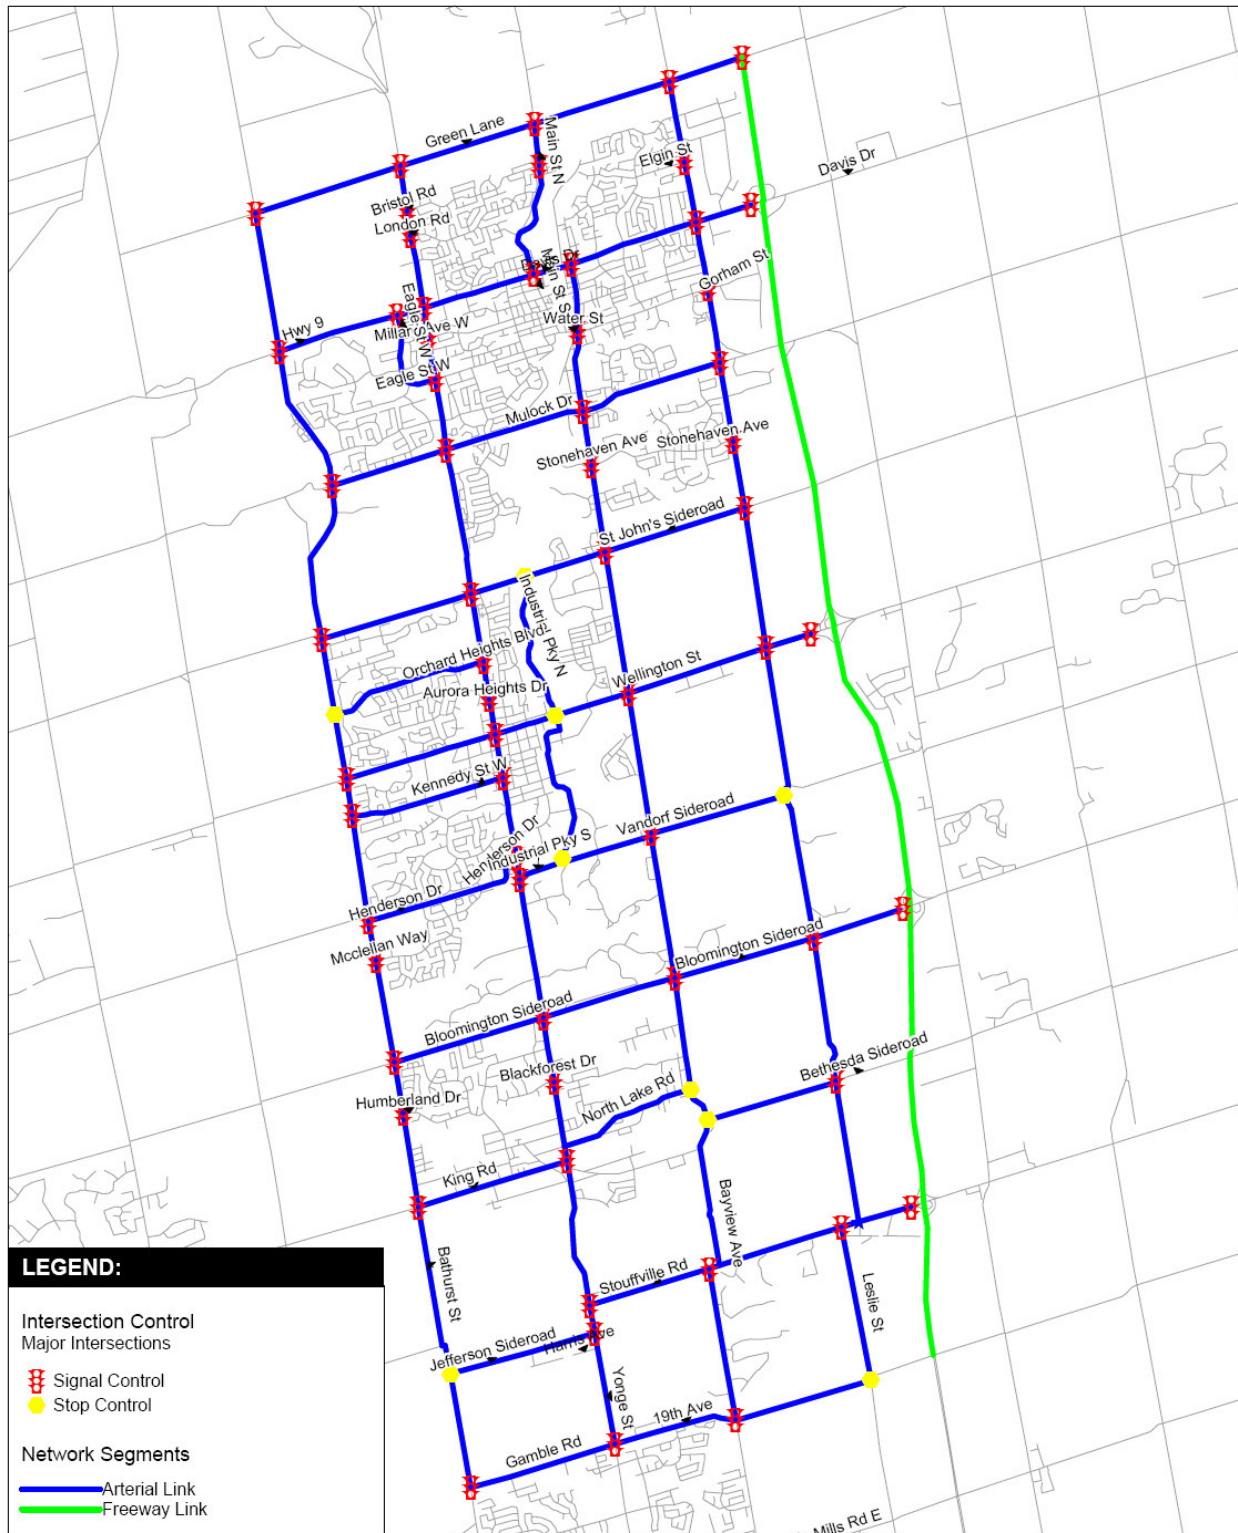 Green Lane
Main St N
Elgin St
Davis Dr
Bristol Rd
London Rd
Main St S
Gorham St
Hwy 9
Eagle St W
Millard Ave W
Water St
Eagle St W
Mulock Dr
Stonehaven Ave
Stonehaven Ave
St John's Sideroad
Industrial Pky N
Orchard Heights Blvd
Wellington St
Aurora Heights Dr
Kennedy St W
Vandorf Sideroad
Henderson Dr
Industrial Pky S
Henderson Dr
Mcclellan Way
Bloomington Sideroad
Bloomington Sideroad
Blackforest Dr
Bethesda Sideroad
North Lake Rd
Humberland Dr
King Rd
Bayview Ave
Bathurst St
Stouffville Rd
Leslie St
Jefferson Sideroad
Harris Ave
Yonge St
19th Ave
Gamble Rd
Mills Rd E
LEGEND:
Intersection Control
Major Intersections
Signal Control
Stop Control
Network Segments
Arterial Link
Freeway Link